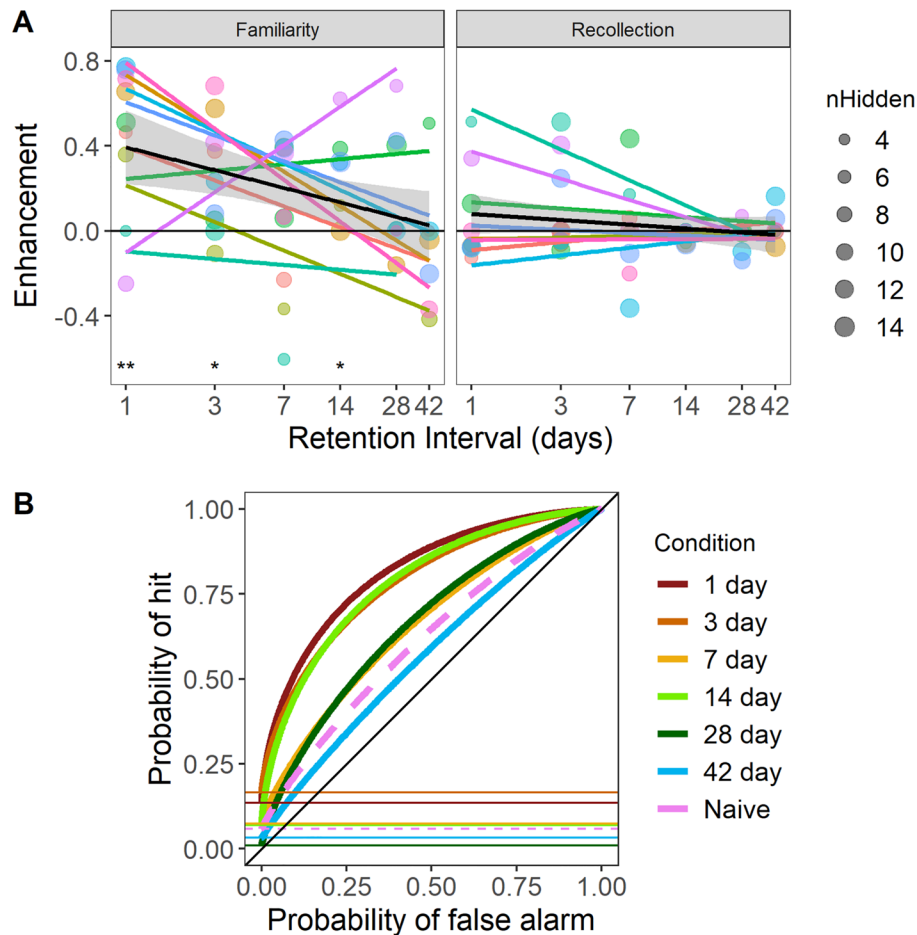 A
Familiarity
Recollection
0.8
0.4
0.0
-0.4
Enhancement
** * *
1 3 7 14 28 42
1 3 7 14 28 42
Retention Interval (days)
nHidden
4
6
8
10
12
14
B
1.00
0.75
0.50
0.25
0.00
Probability of hit
0.00 0.25 0.50 0.75 1.00
Probability of false alarm
Condition
1 day
3 day
7 day
14 day
28 day
42 day
Naive